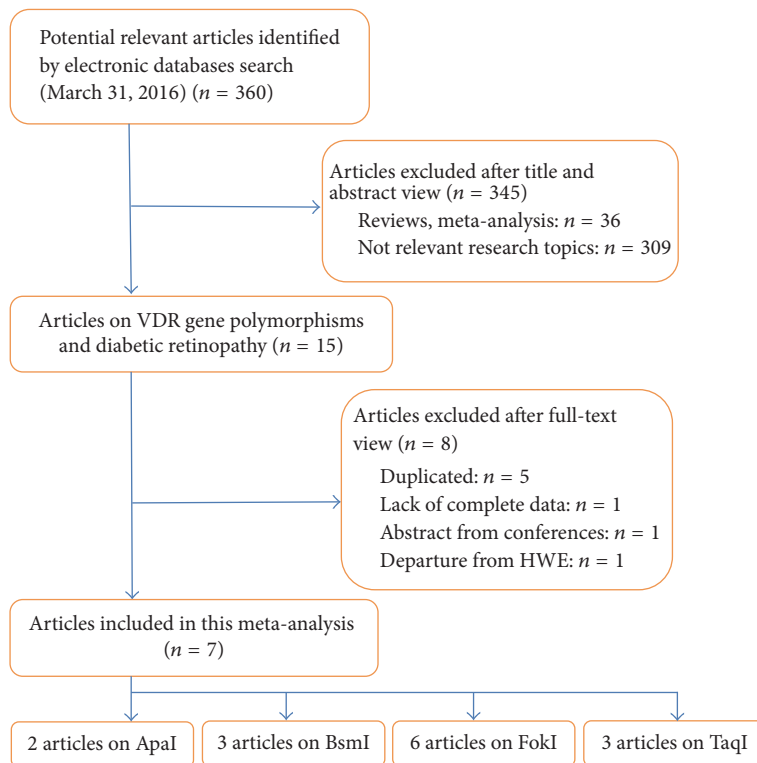 Potential relevant articles identified
by electronic databases search
(March 31, 2016) (n = 360)
Articles excluded after title and
abstract view (n = 345)
Reviews, meta-analysis: n = 36
Not relevant research topics: n = 309
Articles on VDR gene polymorphisms
and diabetic retinopathy (n = 15)
Articles excluded after full-text
view (n = 8)
Duplicated: n = 5
Lack of complete data: n = 1
Abstract from conferences: n = 1
Departure from HWE: n = 1
Articles included in this meta-analysis
(n = 7)
2 articles on ApaI
3 articles on BsmI
6 articles on FokI
3 articles on TaqI